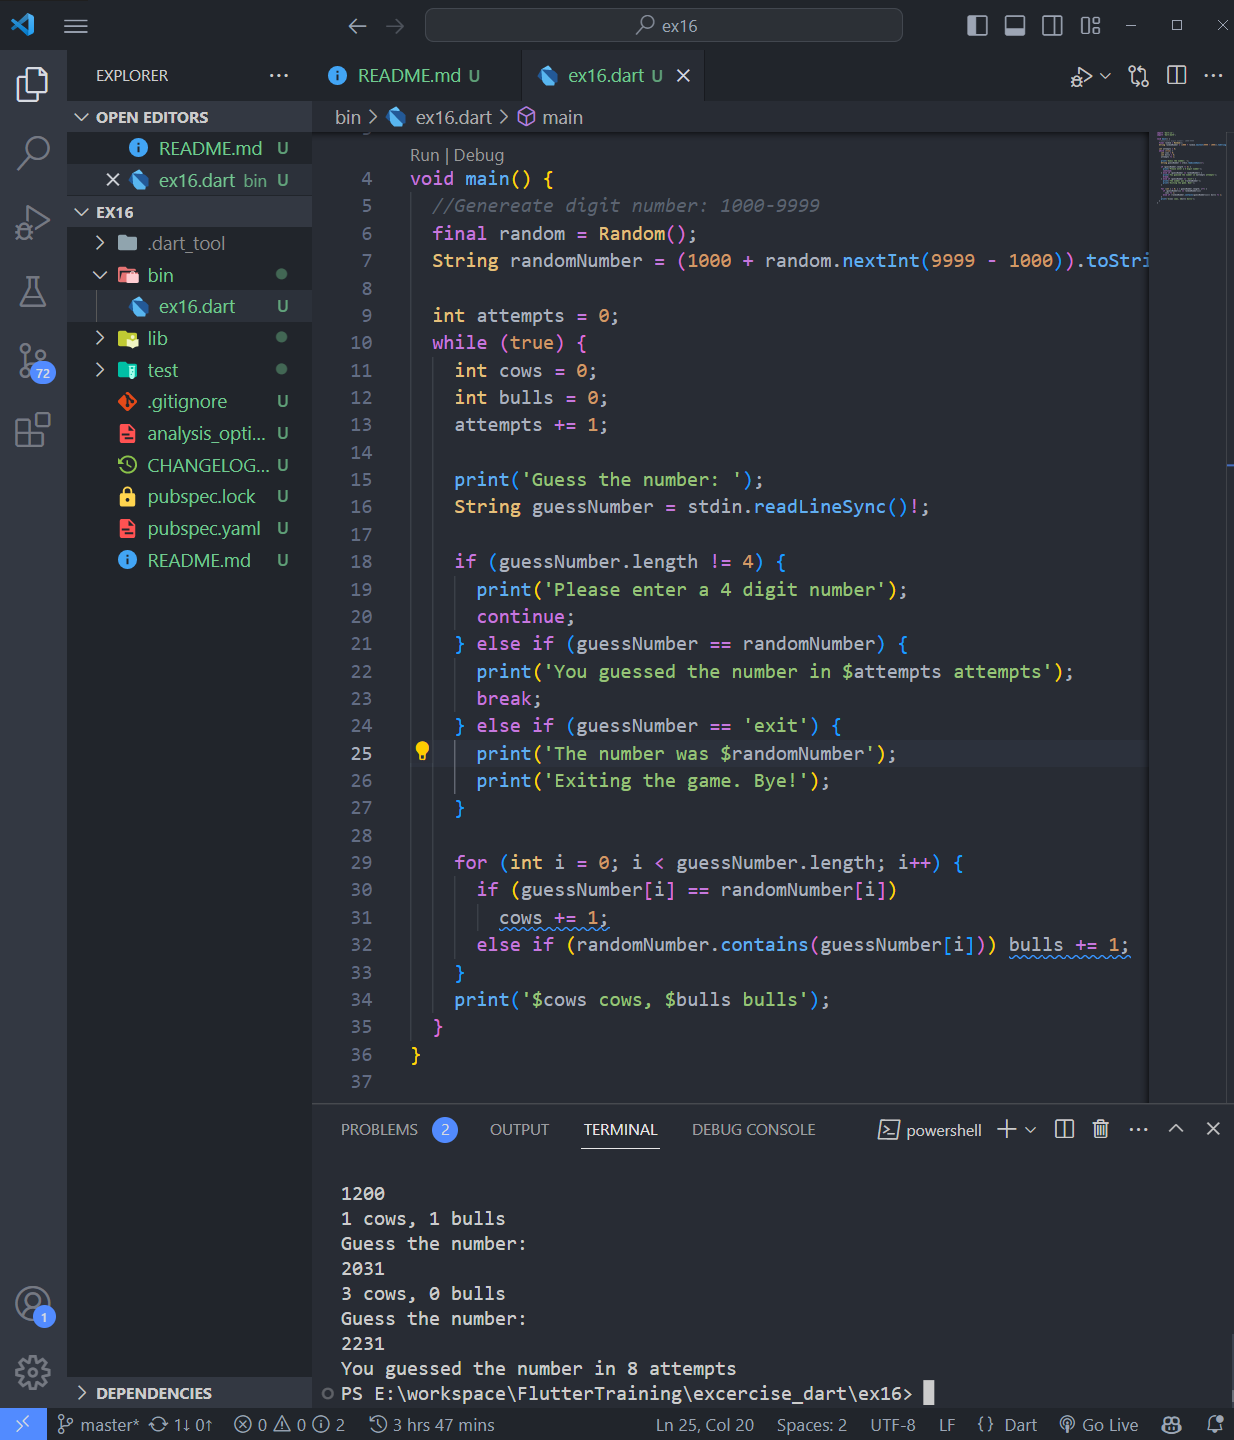 ex16
EXPLORER
README.md U
ex16.dart U
OPEN EDITORS
README.md U
ex16.dart bin U
EX16
.dart_tool
bin
ex16.dart U
lib
test
.gitignore U
analysis_opti... U
CHANGELOG... U
pubspec.lock U
pubspec.yaml U
README.md U
DEPENDENCIES
72
1
bin > ex16.dart > main
Run | Debug
4 void main() {
5 //Genereate digit number: 1000-9999
6 final random = Random();
7 String randomNumber = (1000 + random.nextInt(9999 - 1000)).toStri
8
9 int attempts = 0;
10 while (true) {
11 int cows = 0;
12 int bulls = 0;
13 attempts += 1;
14
15 print('Guess the number: ');
16 String guessNumber = stdin.readLineSync()!;
17
18 if (guessNumber.length != 4) {
19 print('Please enter a 4 digit number');
20 continue;
21 } else if (guessNumber == randomNumber) {
22 print('You guessed the number in $attempts attempts');
23 break;
24 } else if (guessNumber == 'exit') {
25 print('The number was $randomNumber');
26 print('Exiting the game. Bye!');
27 }
28
29 for (int i = 0; i < guessNumber.length; i++) {
30 if (guessNumber[i] == randomNumber[i])
31 cows += 1;
32 else if (randomNumber.contains(guessNumber[i])) bulls += 1;
33 }
34 print('$cows cows, $bulls bulls');
35 }
36 }
37
PROBLEMS 2 OUTPUT TERMINAL DEBUG CONSOLE powershell
1200
1 cows, 1 bulls
Guess the number:
2031
3 cows, 0 bulls
Guess the number:
2231
You guessed the number in 8 attempts
PS E:\workspace\FlutterTraining\excercise_dart\ex16>
master* 1↓ 0↑ 0 0 2 3 hrs 47 mins Ln 25, Col 20 Spaces: 2 UTF-8 LF {} Dart Go Live